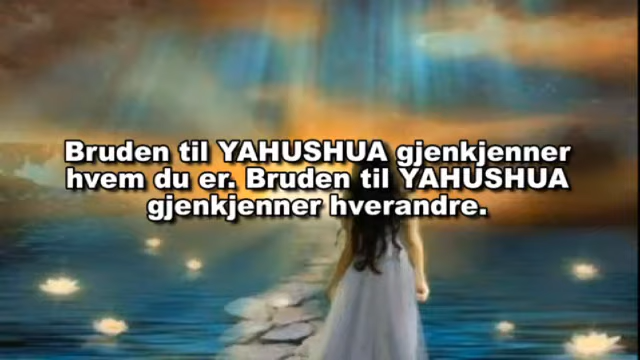 Bruden til YAHUSHUA gjenkjenner
hvem du er. Bruden til YAHUSHUA
gjenkjenner hverandre.